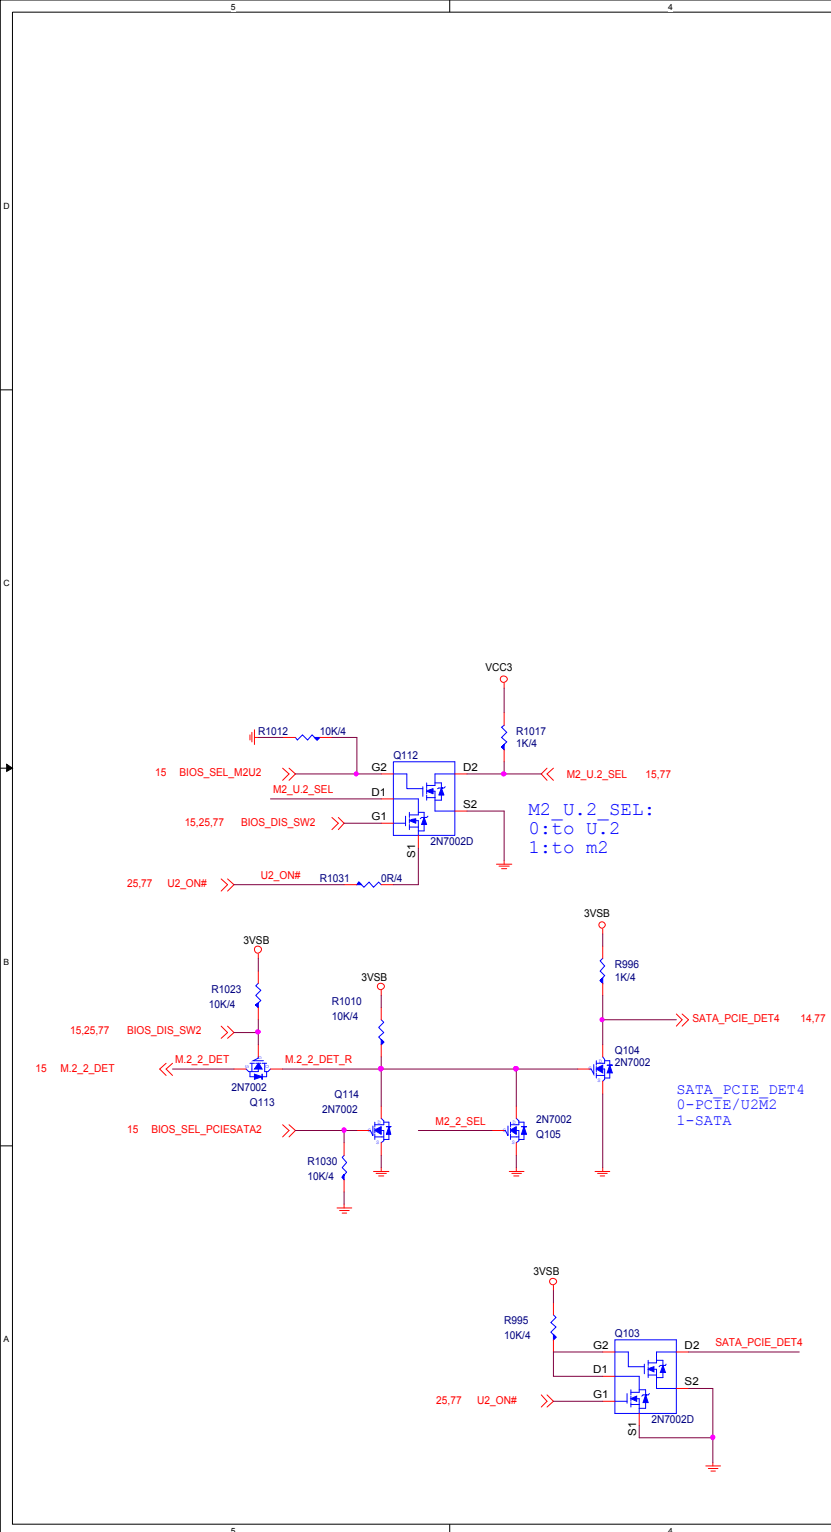 5
4
D
C
VCC3
R1012
10K/4
R1017
1K/4
Q112
15 BIOS_SEL_M2U2
G2
D2
M2_U.2_SEL 15,77
M2_U.2_SEL
D1
S2
M2_U.2_SEL:
15,25,77 BIOS_DIS_SW2
G1
0:to U.2
2N7002D
1:to m2
S1
25,77 U2_ON#
U2_ON#
R1031
0R/4
3VSB
B
3VSB
R996
1K/4
3VSB
R1023
10K/4
R1010
10K/4
15,25,77 BIOS_DIS_SW2
SATA_PCIE_DET4 14,77
Q104
2N7002
15 M.2_2_DET
M.2_2_DET
M.2_2_DET_R
2N7002
Q113
Q114
2N7002
SATA_PCIE_DET4
0-PCIE/U2M2
1-SATA
15 BIOS_SEL_PCIESATA2
M2_2_SEL
2N7002
Q105
R1030
10K/4
3VSB
A
R995
10K/4
Q103
G2
D2
SATA_PCIE_DET4
D1
S2
25,77 U2_ON#
G1
2N7002D
S1
5
4